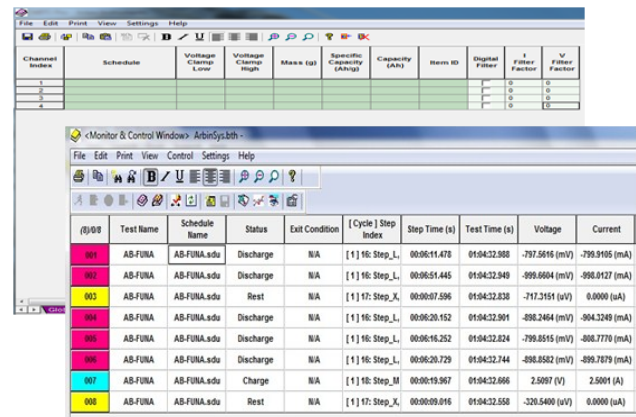 File Edit Print View Settings Help
Channel Index Schedule Voltage Clamp Low Voltage Clamp High Mass (g) Specific Capacity (Ah/g) Capacity (Ah) Item ID Digital Filter I Filter Factor V Filter Factor
1 0 0
2 0 0
3 0 0
4 0 0
<Monitor & Control Window> ArbinSys.bth -
File Edit Print View Control Settings Help
(8)/0/8 Test Name Schedule Name Status Exit Condition [ Cycle ] Step Index Step Time (s) Test Time (s) Voltage Current
001 AB-FUNA AB-FUNA.sdu Discharge N/A [ 1 ] 16: Step_L, 00:06:11.478 01:04:32.988 -797.5616 (mV) -799.9105 (mA)
002 AB-FUNA AB-FUNA.sdu Discharge N/A [ 1 ] 16: Step_L, 00:06:51.445 01:04:32.949 -999.6604 (mV) -998.0127 (mA)
003 AB-FUNA AB-FUNA.sdu Rest N/A [ 1 ] 17: Step_X, 00:00:07.596 01:04:32.838 -717.3151 (uV) 0.0000 (uA)
004 AB-FUNA AB-FUNA.sdu Discharge N/A [ 1 ] 16: Step_L, 00:06:20.152 01:04:32.901 -898.2464 (mV) -904.3249 (mA)
005 AB-FUNA AB-FUNA.sdu Discharge N/A [ 1 ] 16: Step_L, 00:06:16.252 01:04:32.824 -799.8515 (mV) -808.7770 (mA)
006 AB-FUNA AB-FUNA.sdu Discharge N/A [ 1 ] 16: Step_L, 00:06:20.729 01:04:32.744 -898.8582 (mV) -899.7879 (mA)
007 AB-FUNA AB-FUNA.sdu Charge N/A [ 1 ] 18: Step_M 00:00:19.967 01:04:32.666 2.5097 (V) 2.5001 (A)
008 AB-FUNA AB-FUNA.sdu Rest N/A [ 1 ] 17: Step_X, 00:00:09.016 01:04:32.558 -320.5400 (uV) 0.0000 (uA)